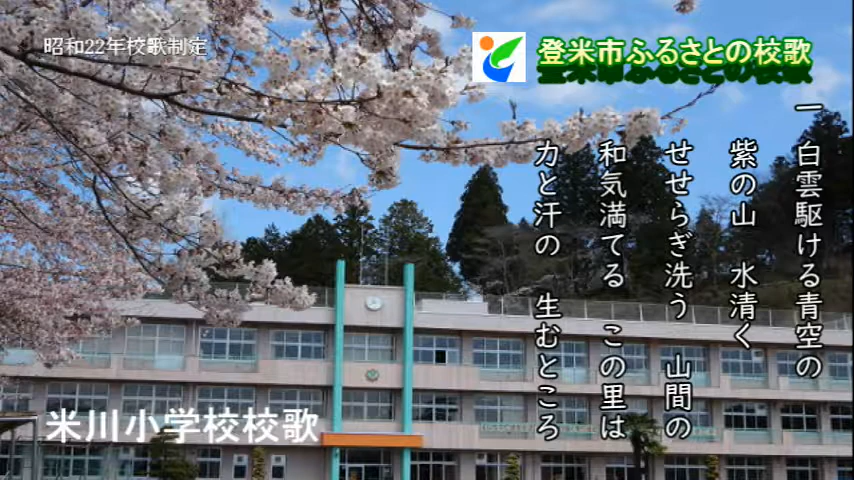 昭和22年校歌制定
登米市ふるさとの校歌
一 白雲駆ける青空の
紫の山 水清く
せせらぎ洗う 山間の
和気満てる この里は
力と汗の 生むところ
米川小学校校歌